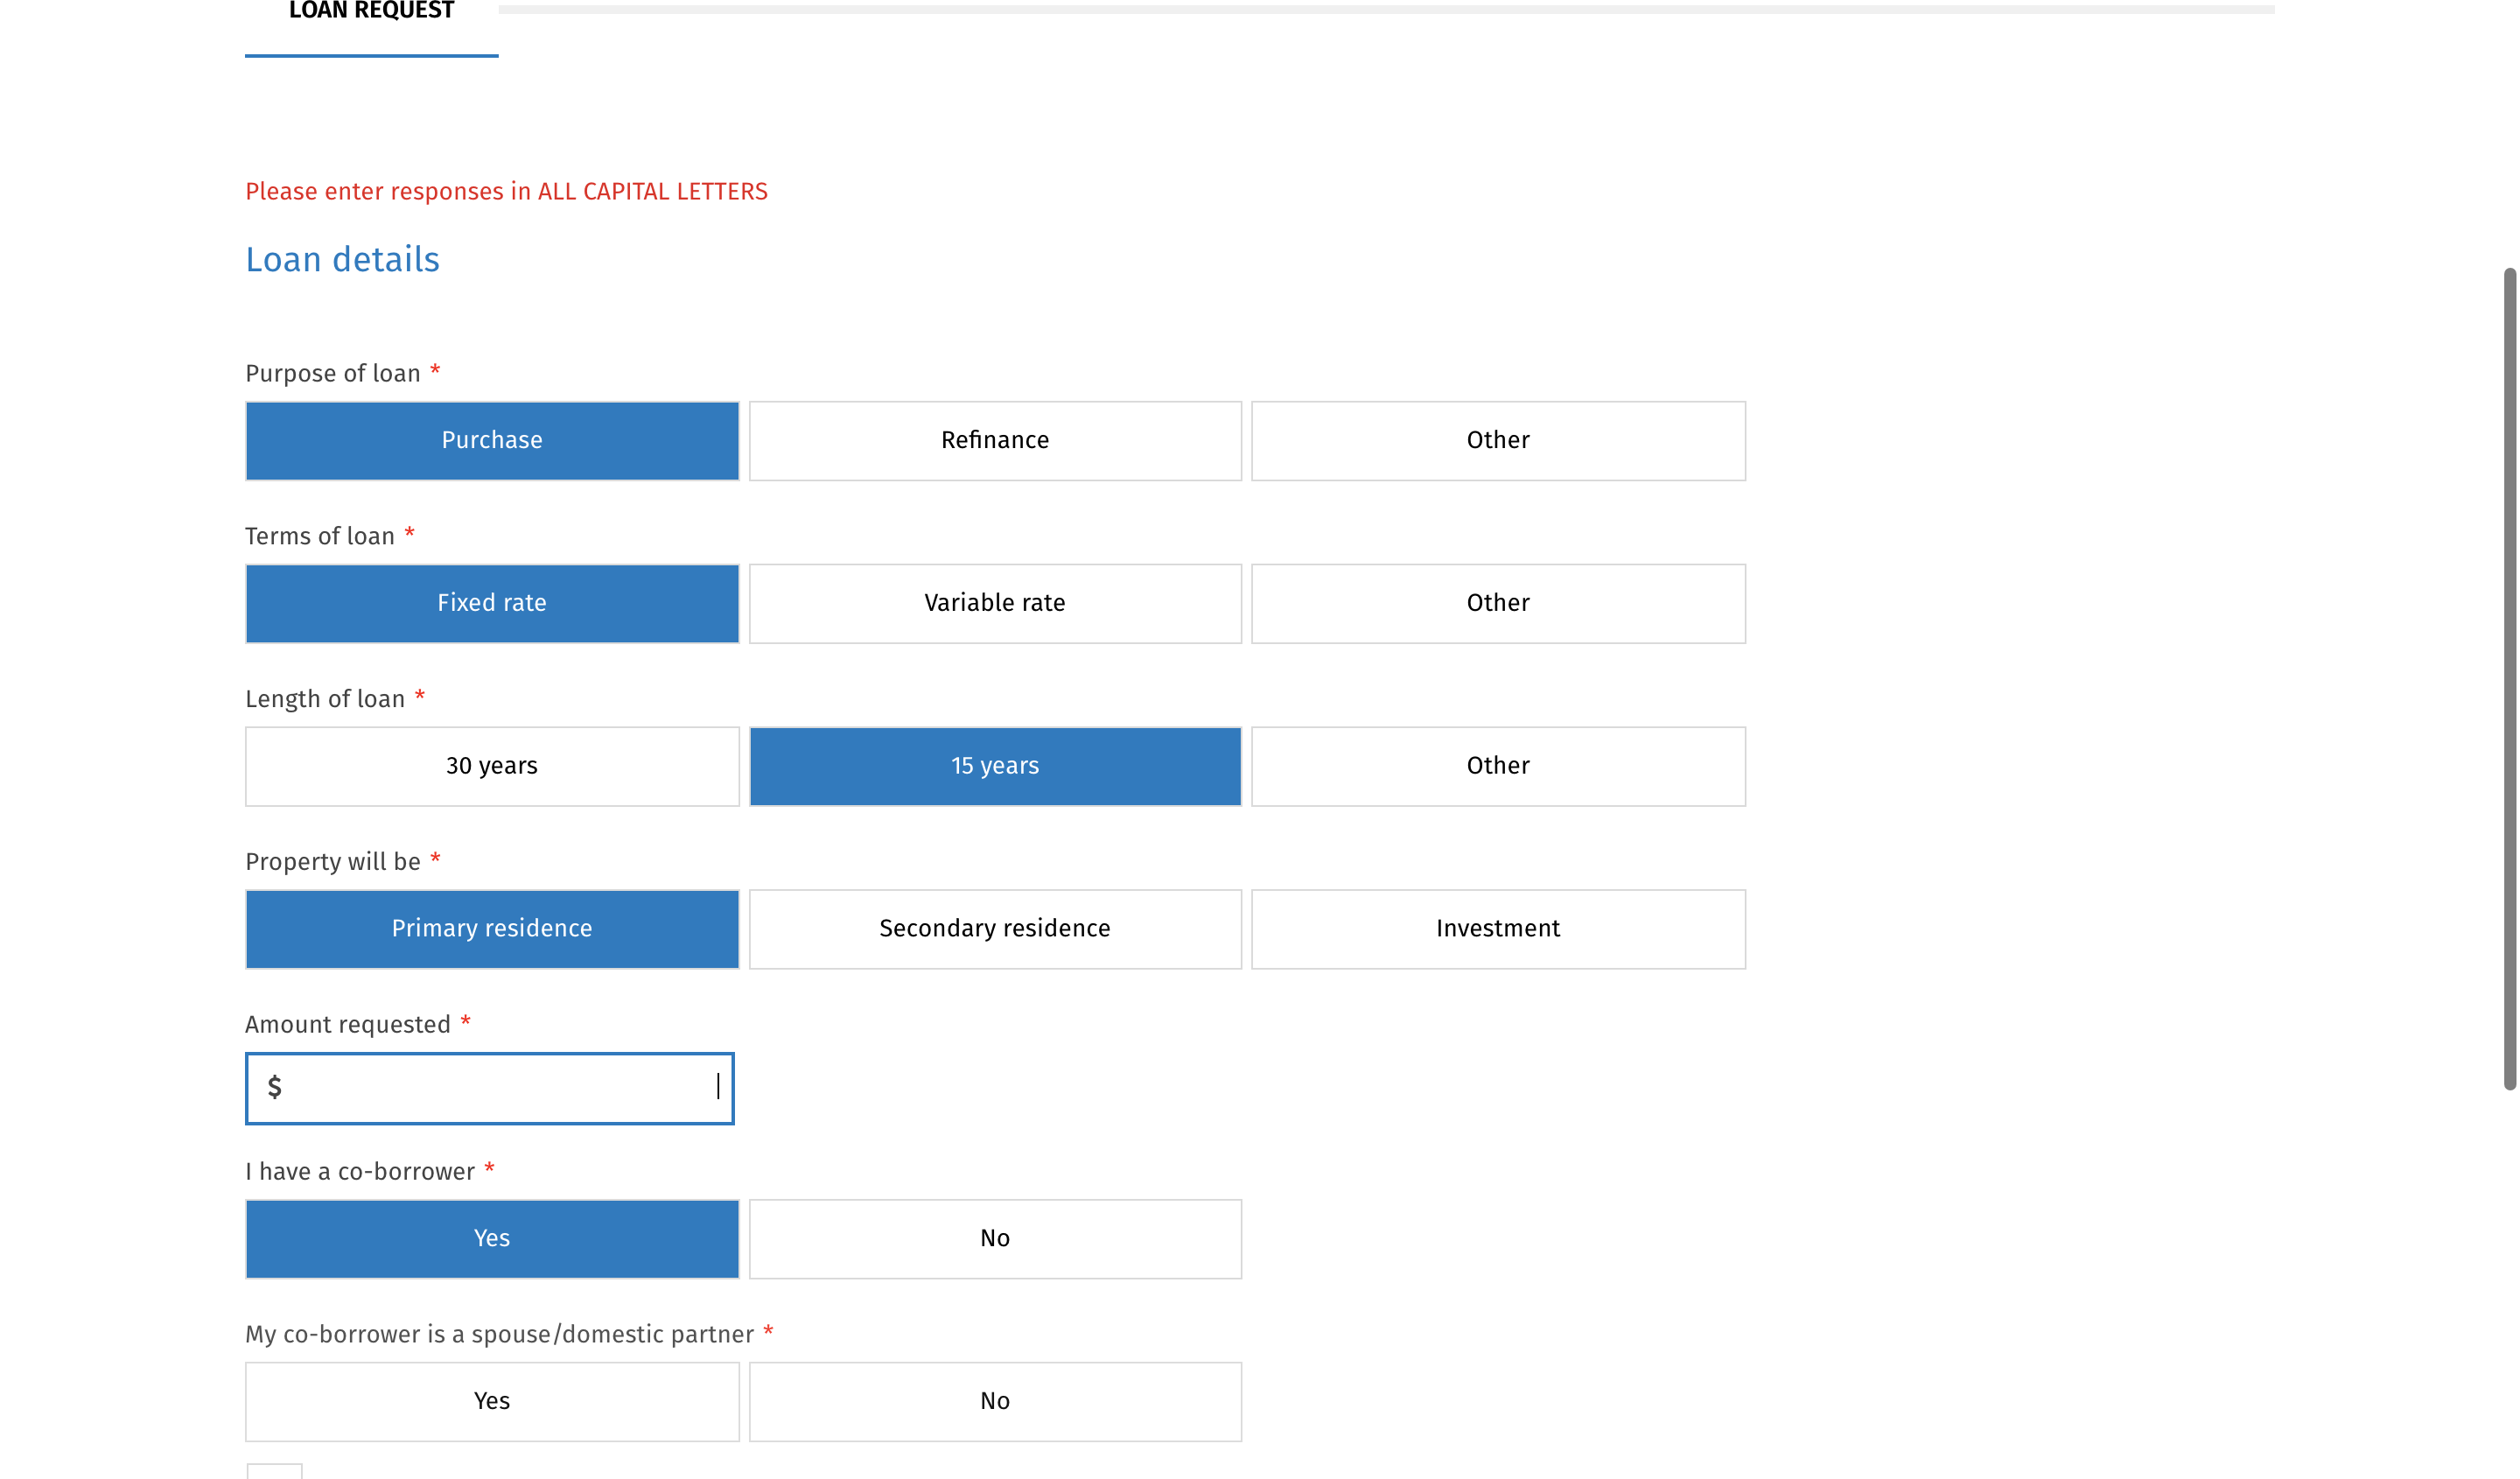 LOAN REQUEST
Please enter responses in ALL CAPITAL LETTERS
Loan details
Purpose of loan *
Purchase Refinance Other
Terms of loan *
Fixed rate Variable rate Other
Length of loan *
30 years 15 years Other
Property will be *
Primary residence Secondary residence Investment
Amount requested *
$
I have a co-borrower *
Yes No
My co-borrower is a spouse/domestic partner *
Yes No